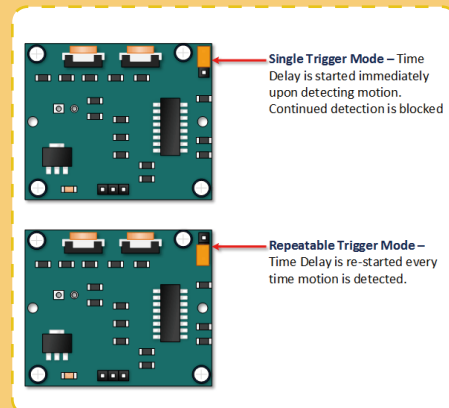 Single Trigger Mode – Time
Delay is started immediately
upon detecting motion.
Continued detection is blocked
Repeatable Trigger Mode –
Time Delay is re-started every
time motion is detected.